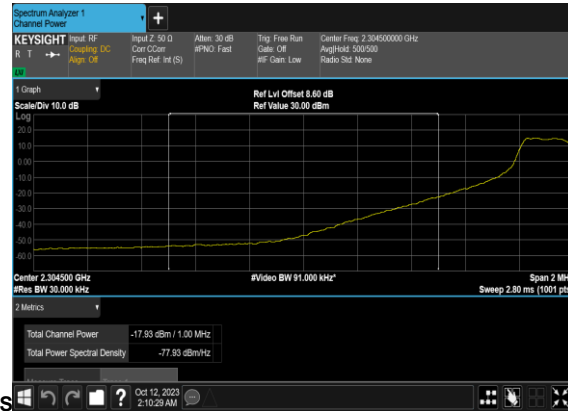 Spectrum Analyzer 1
Channel Power
+
KEYSIGHT
R T
LXI
Input: RF
Coupling: DC
Align: Off
Input Z: 50 Ω
Corr CCorr
Freq Ref: Int (S)
Atten: 30 dB
#PNO: Fast
Trig: Free Run
Gate: Off
#IF Gain: Low
Center Freq: 2.304500000 GHz
Avg|Hold: 500/500
Radio Std: None
1 Graph
Scale/Div 10.0 dB
Ref Lvl Offset 8.60 dB
Ref Value 30.00 dBm
Log
20.0
10.0
0.00
-10.0
-20.0
-30.0
-40.0
-50.0
-60.0
Center 2.304500 GHz
#Res BW 30.000 kHz
#Video BW 91.000 kHz*
Span 2 MH
Sweep 2.80 ms (1001 pts
2 Metrics
Total Channel Power -17.93 dBm / 1.00 MHz
Total Power Spectral Density -77.93 dBm/Hz
s
?
Oct 12, 2023
2:10:29 AM